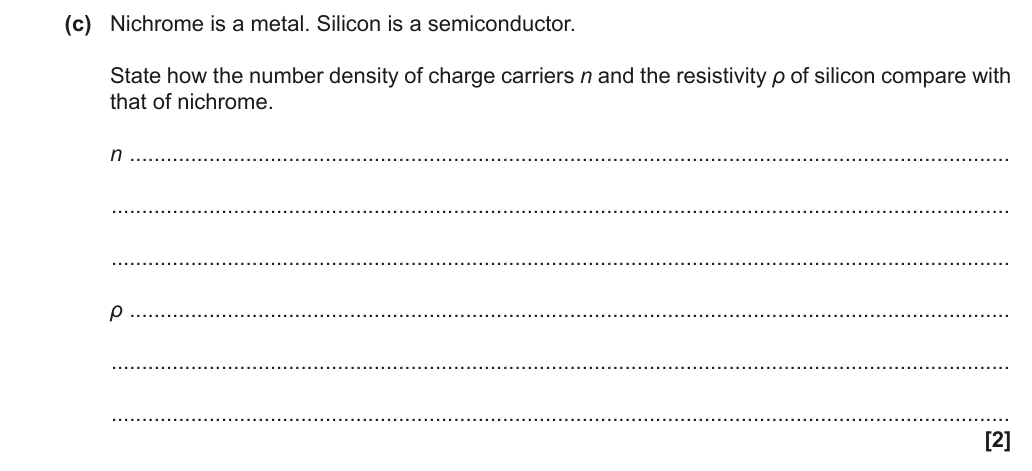 (c) Nichrome is a metal. Silicon is a semiconductor.
State how the number density of charge carriers n and the resistivity ρ of silicon compare with
that of nichrome.
n ..........................................................................................................................................
..........................................................................................................................................
..........................................................................................................................................
ρ ..........................................................................................................................................
..........................................................................................................................................
..........................................................................................................................................
[2]